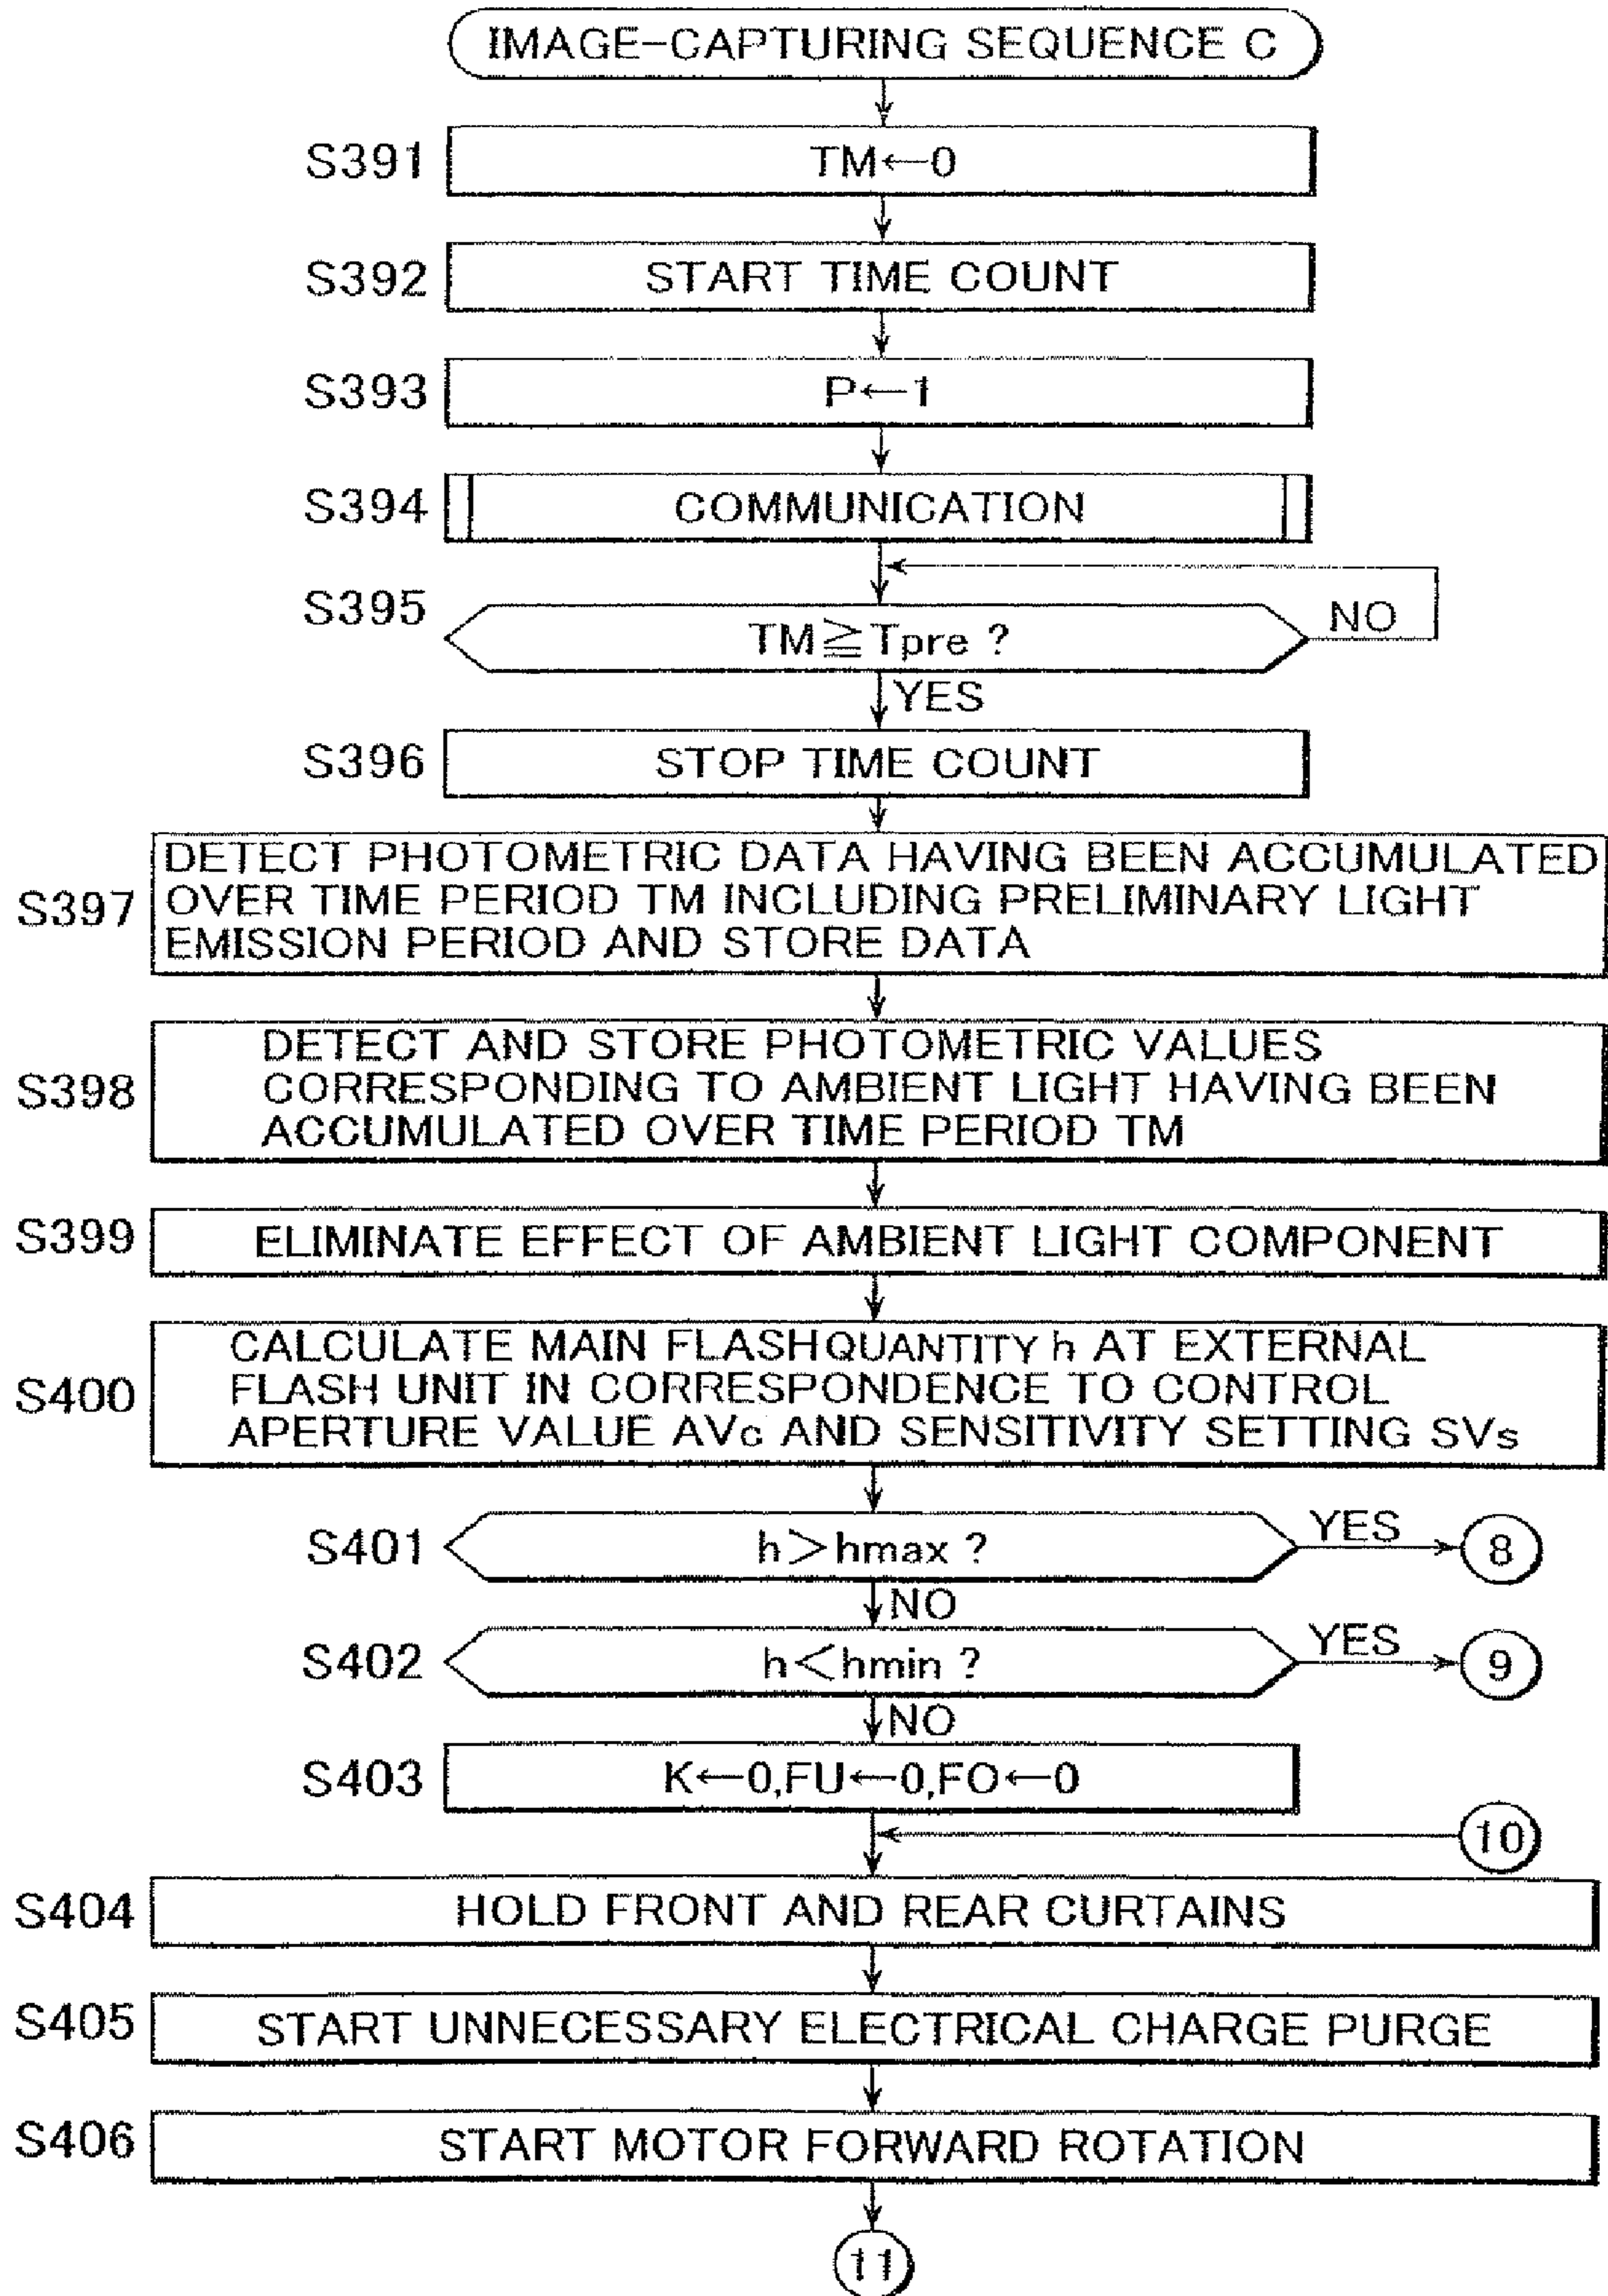 IMAGE-CAPTURING SEQUENCE C
S391
TM←0
S392
START TIME COUNT
S393
P←1
S394
COMMUNICATION
S395
TM≧Tpre ?
NO
YES
S396
STOP TIME COUNT
S397
DETECT PHOTOMETRIC DATA HAVING BEEN ACCUMULATED
OVER TIME PERIOD TM INCLUDING PRELIMINARY LIGHT
EMISSION PERIOD AND STORE DATA
S398
DETECT AND STORE PHOTOMETRIC VALUES
CORRESPONDING TO AMBIENT LIGHT HAVING BEEN
ACCUMULATED OVER TIME PERIOD TM
S399
ELIMINATE EFFECT OF AMBIENT LIGHT COMPONENT
S400
CALCULATE MAIN FLASH QUANTITY h AT EXTERNAL
FLASH UNIT IN CORRESPONDENCE TO CONTROL
APERTURE VALUE AVc AND SENSITIVITY SETTING SVs
S401
h>hmax ?
YES
8
NO
S402
h<hmin ?
YES
9
NO
S403
K←0,FU←0,FO←0
10
S404
HOLD FRONT AND REAR CURTAINS
S405
START UNNECESSARY ELECTRICAL CHARGE PURGE
S406
START MOTOR FORWARD ROTATION
11